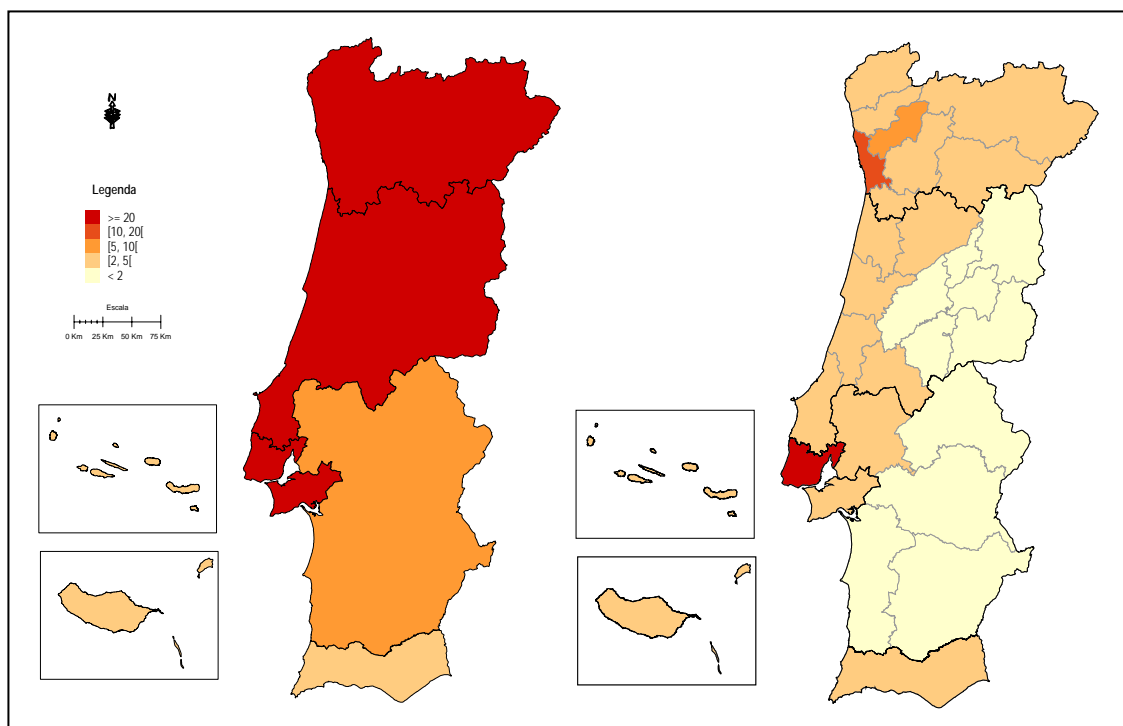 N
Legenda
>= 20
[10, 20[
[5, 10[
[2, 5[
< 2
Escala
0 Km 25 Km 50 Km 75 Km